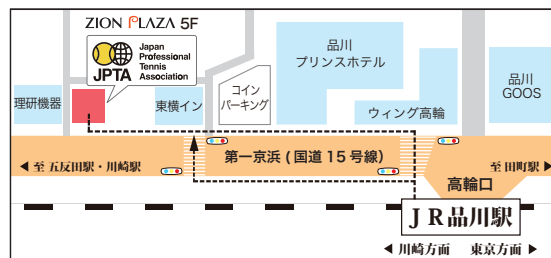 ZION PLAZA 5F
JPTA
Japan
Professional
Tennis
Association
品川
プリンスホテル
品川
GOOS
理研機器
東横イン
コイン
パーキング
ウィング高輪
第一京浜(国道15号線)
◀ 至 五反田駅・川崎駅
至 田町駅 ▶
高輪口
JR品川駅
◀ 川崎方面 東京方面 ▶